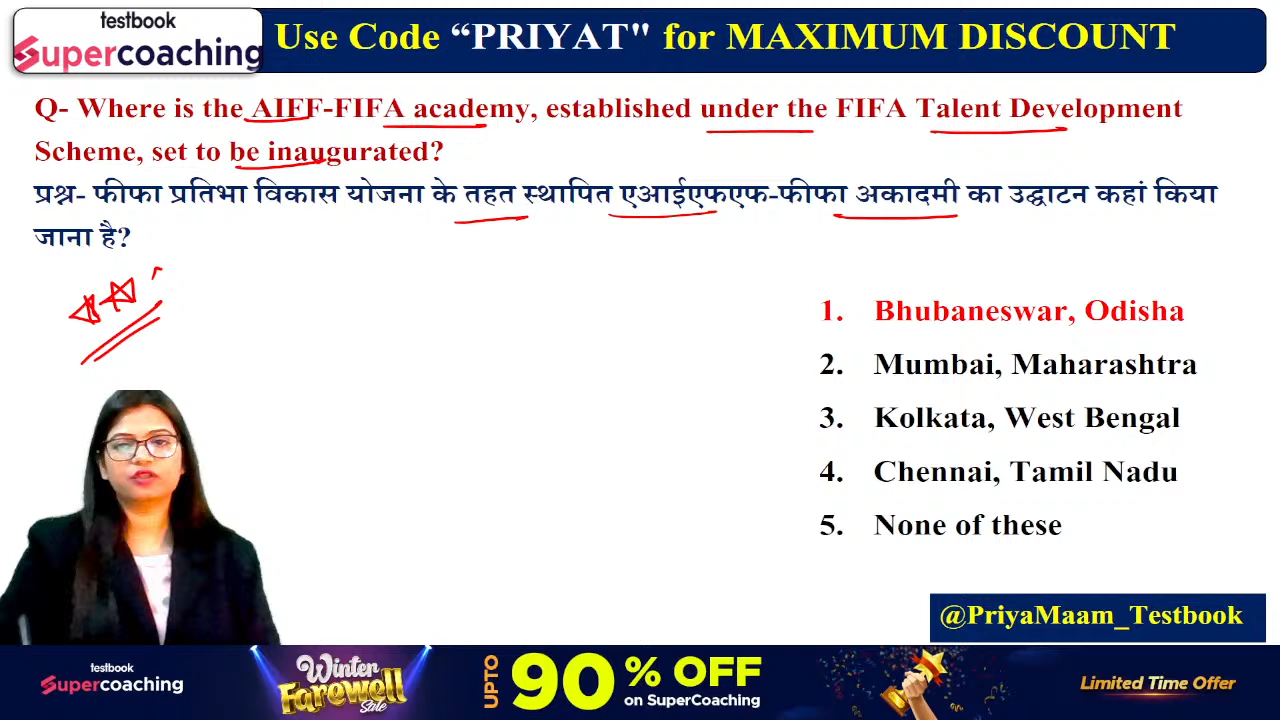 testbook
Supercoaching
Use Code “PRIYAT" for MAXIMUM DISCOUNT
Q- Where is the AIFF-FIFA academy, established under the FIFA Talent Development
Scheme, set to be inaugurated?
प्रश्न- फीफा प्रतिभा विकास योजना के तहत स्थापित एआईएफएफ-फीफा अकादमी का उद्घाटन कहां किया
जाना है?
1. Bhubaneswar, Odisha
2. Mumbai, Maharashtra
3. Kolkata, West Bengal
4. Chennai, Tamil Nadu
5. None of these
@PriyaMaam_Testbook
testbook
Supercoaching
Winter
Farewell
Sale
UPTO 90% OFF
on SuperCoaching
Limited Time Offer